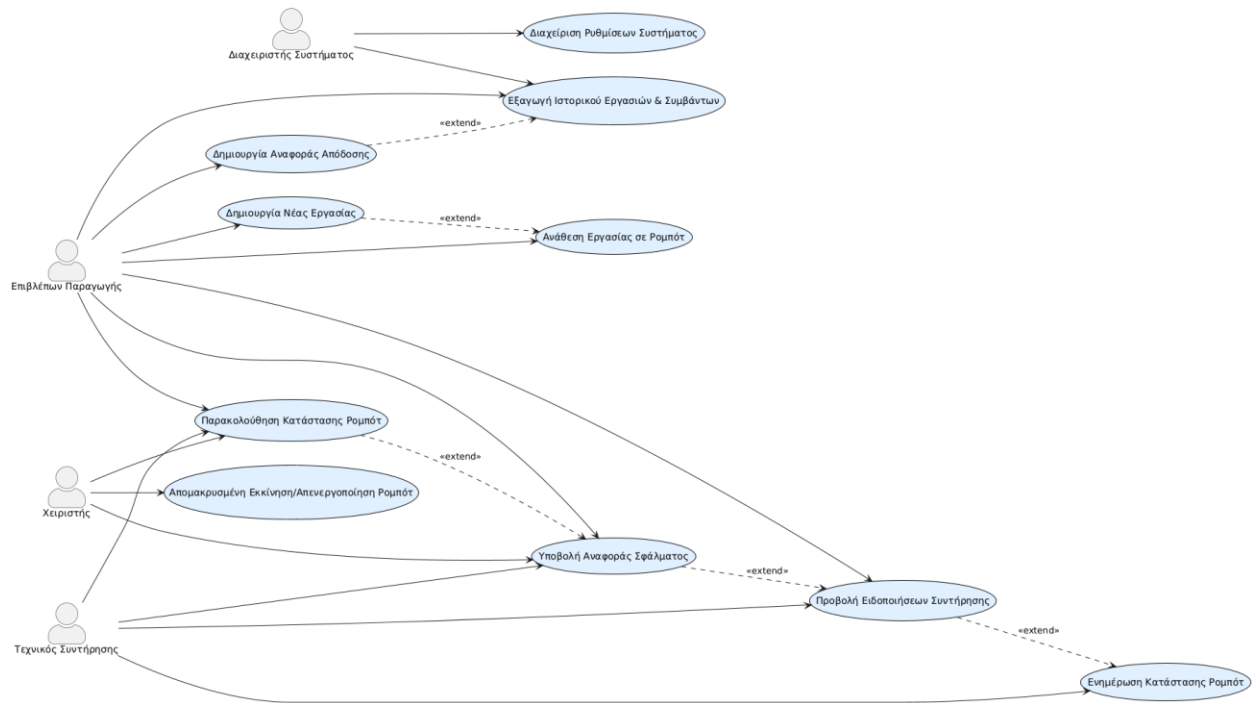 Διαχειριστής Συστήματος
Διαχείριση Ρυθμίσεων Συστήματος
Εξαγωγή Ιστορικού Εργασιών & Συμβάντων
«extend»
Δημιουργία Αναφοράς Απόδοσης
Δημιουργία Νέας Εργασίας
«extend»
Ανάθεση Εργασίας σε Ρομπότ
Επιβλέπων Παραγωγής
Παρακολούθηση Κατάστασης Ρομπότ
«extend»
Απομακρυσμένη Εκκίνηση/Απενεργοποίηση Ρομπότ
Χειριστής
Υποβολή Αναφοράς Σφάλματος
«extend»
Προβολή Ειδοποιήσεων Συντήρησης
«extend»
Τεχνικός Συντήρησης
Ενημέρωση Κατάστασης Ρομπότ